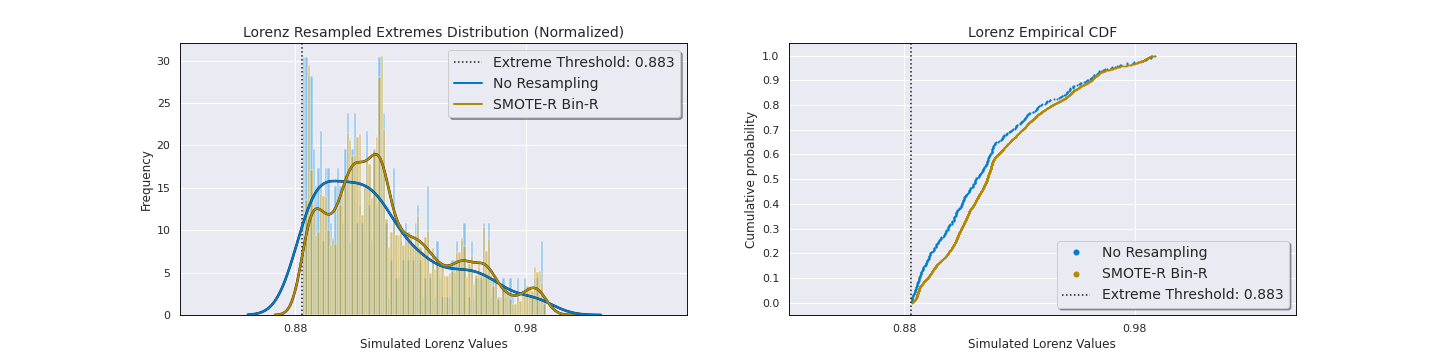 Lorenz Resampled Extremes Distribution (Normalized)
Frequency
30
25
20
15
10
5
0
Extreme Threshold: 0.883
No Resampling
SMOTE-R Bin-R
0.88
0.98
Simulated Lorenz Values
Lorenz Empirical CDF
Cumulative probability
1.0
0.9
0.8
0.7
0.6
0.5
0.4
0.3
0.2
0.1
0.0
No Resampling
SMOTE-R Bin-R
Extreme Threshold: 0.883
0.88
0.98
Simulated Lorenz Values